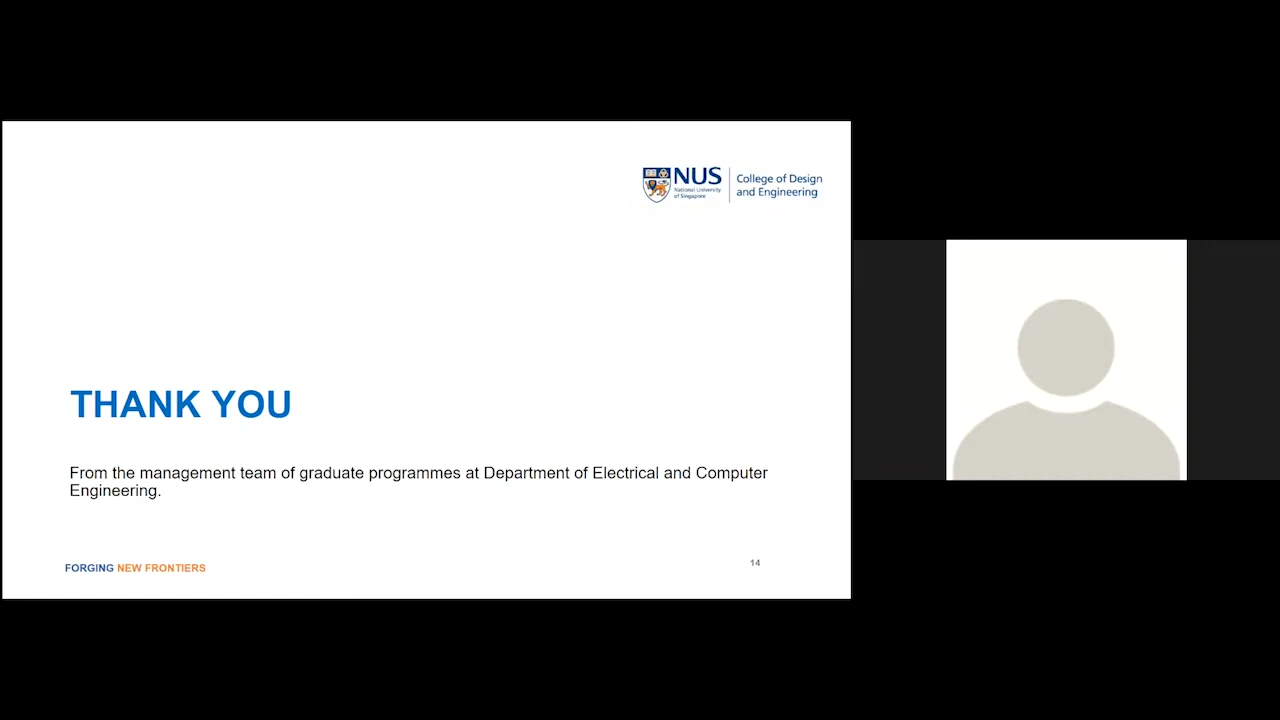 NUS
National University
of Singapore
College of Design
and Engineering
THANK YOU
From the management team of graduate programmes at Department of Electrical and Computer
Engineering.
FORGING NEW FRONTIERS
14